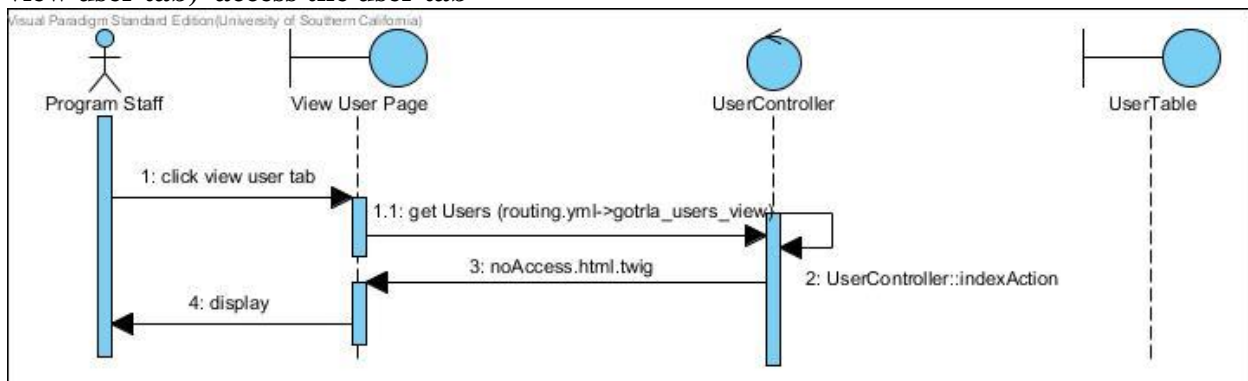 view user tab) access the user tab
Visual Paradigm Standard Edition(University of Southern California)
Program Staff
View User Page
UserController
UserTable
1: click view user tab
1.1: get Users (routing.yml->gotrla_users_view)
3: noAccess.html.twig
2: UserController::indexAction
4: display